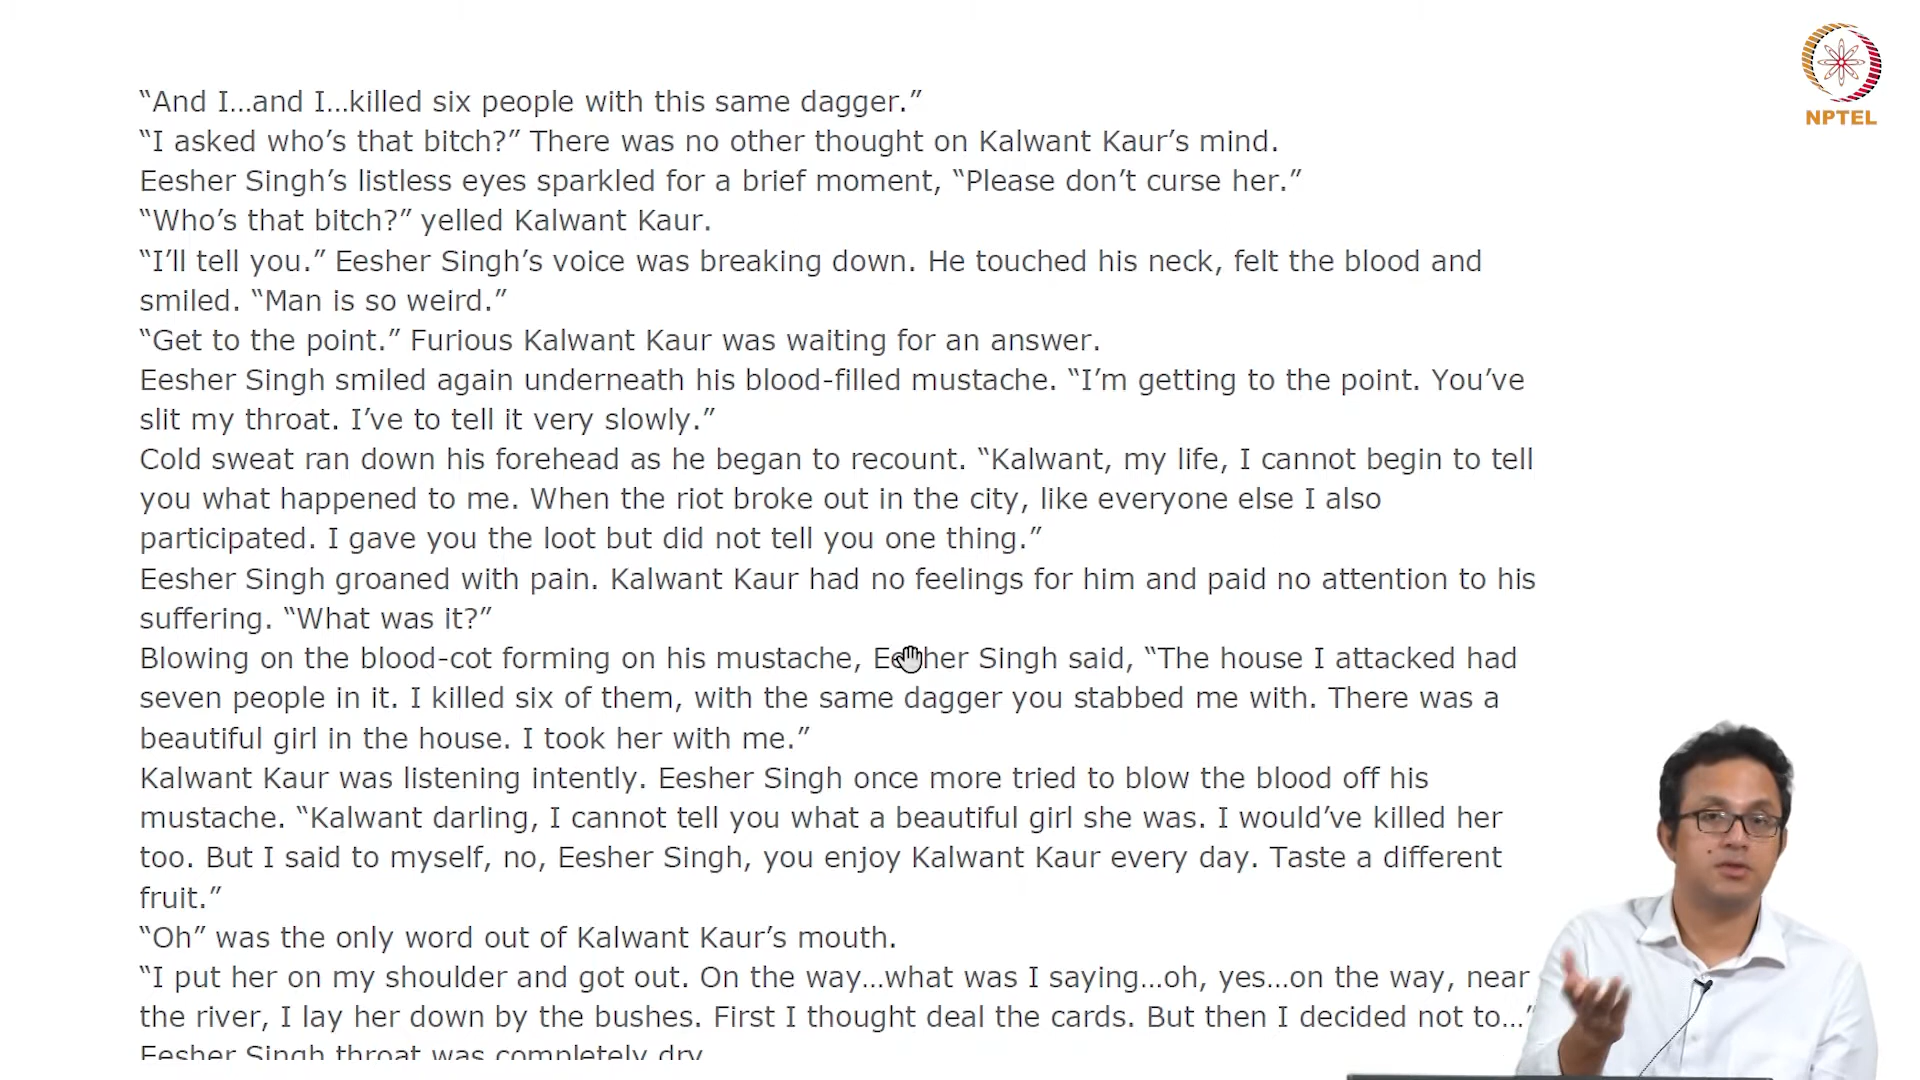 “And I…and I…killed six people with this same dagger.”
“I asked who’s that bitch?” There was no other thought on Kalwant Kaur’s mind.
Eesher Singh’s listless eyes sparkled for a brief moment, “Please don’t curse her.”
“Who’s that bitch?” yelled Kalwant Kaur.
“I’ll tell you.” Eesher Singh’s voice was breaking down. He touched his neck, felt the blood and
smiled. “Man is so weird.”
“Get to the point.” Furious Kalwant Kaur was waiting for an answer.
Eesher Singh smiled again underneath his blood-filled mustache. “I’m getting to the point. You’ve
slit my throat. I’ve to tell it very slowly.”
Cold sweat ran down his forehead as he began to recount. “Kalwant, my life, I cannot begin to tell
you what happened to me. When the riot broke out in the city, like everyone else I also
participated. I gave you the loot but did not tell you one thing.”
Eesher Singh groaned with pain. Kalwant Kaur had no feelings for him and paid no attention to his
suffering. “What was it?”
Blowing on the blood-cot forming on his mustache, Eesher Singh said, “The house I attacked had
seven people in it. I killed six of them, with the same dagger you stabbed me with. There was a
beautiful girl in the house. I took her with me.”
Kalwant Kaur was listening intently. Eesher Singh once more tried to blow the blood off his
mustache. “Kalwant darling, I cannot tell you what a beautiful girl she was. I would’ve killed her
too. But I said to myself, no, Eesher Singh, you enjoy Kalwant Kaur every day. Taste a different
fruit.”
“Oh” was the only word out of Kalwant Kaur’s mouth.
“I put her on my shoulder and got out. On the way…what was I saying…oh, yes…on the way, near
the river, I lay her down by the bushes. First I thought deal the cards. But then I decided not to…”
Eesher Singh throat was completely dry
NPTEL